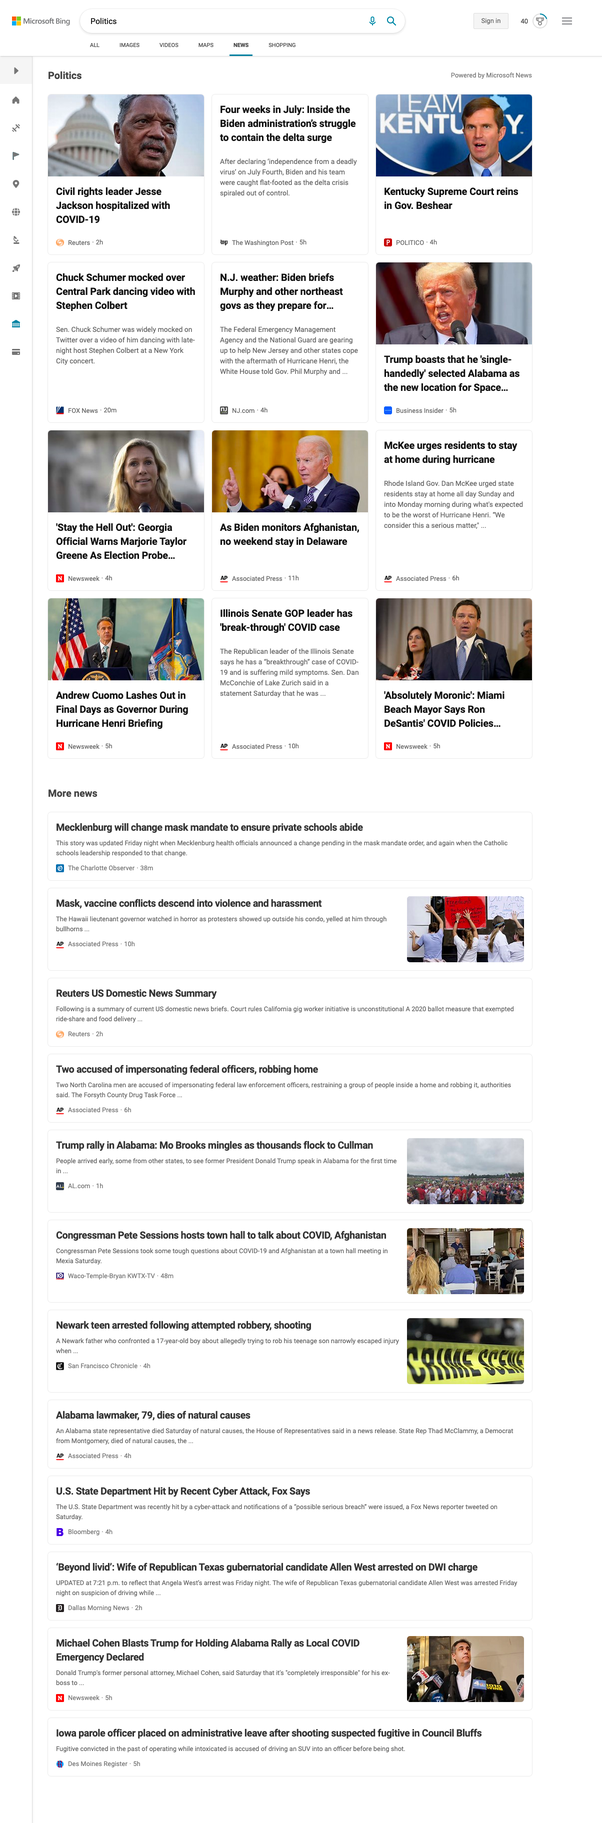 Microsoft Bing
Politics
Sign in
40
ALL
IMAGES
VIDEOS
MAPS
NEWS
SHOPPING
Politics
Powered by Microsoft News
Civil rights leader Jesse
Jackson hospitalized with
COVID-19
Reuters · 2h
Four weeks in July: Inside the
Biden administration's struggle
to contain the delta surge
After declaring 'independence from a deadly
virus' on July Fourth, Biden and his team
were caught flat-footed as the delta crisis
spiraled out of control.
wp The Washington Post · 5h
TEAM
KENTUCKY
Kentucky Supreme Court reins
in Gov. Beshear
P POLITICO · 4h
Chuck Schumer mocked over
Central Park dancing video with
Stephen Colbert
Sen. Chuck Schumer was widely mocked on
Twitter over a video of him dancing with late-
night host Stephen Colbert at a New York
City concert.
FOX News · 20m
N.J. weather: Biden briefs
Murphy and other northeast
govs as they prepare for…
The Federal Emergency Management
Agency and the National Guard are gearing
up to help New Jersey and other states cope
with the aftermath of Hurricane Henri, the
White House told Gov. Phil Murphy and ...
NJ.com · 4h
Trump boasts that he 'single-
handedly' selected Alabama as
the new location for Space…
Business Insider · 5h
'Stay the Hell Out': Georgia
Official Warns Marjorie Taylor
Greene As Election Probe…
N Newsweek · 4h
As Biden monitors Afghanistan,
no weekend stay in Delaware
AP Associated Press · 11h
McKee urges residents to stay
at home during hurricane
Rhode Island Gov. Dan McKee urged state
residents stay at home all day Sunday and
into Monday morning during what's expected
to be the worst of Hurricane Henri. "We
consider this a serious matter," ...
AP Associated Press · 6h
Andrew Cuomo Lashes Out in
Final Days as Governor During
Hurricane Henri Briefing
N Newsweek · 5h
Illinois Senate GOP leader has
'break-through' COVID case
The Republican leader of the Illinois Senate
says he has a "breakthrough" case of COVID-
19 and is suffering mild symptoms. Sen. Dan
McConchie of Lake Zurich said in a
statement Saturday that he was ...
AP Associated Press · 10h
'Absolutely Moronic': Miami
Beach Mayor Says Ron
DeSantis' COVID Policies…
N Newsweek · 5h
More news
Mecklenburg will change mask mandate to ensure private schools abide
This story was updated Friday night when Mecklenburg health officials announced a change pending in the mask mandate order, and again when the Catholic
schools leadership responded to that change.
The Charlotte Observer · 38m
Mask, vaccine conflicts descend into violence and harassment
The Hawaii lieutenant governor watched in horror as protesters showed up outside his condo, yelled at him through
bullhorns ...
AP Associated Press · 10h
Reuters US Domestic News Summary
Following is a summary of current US domestic news briefs. Court rules California gig worker initiative is unconstitutional A 2020 ballot measure that exempted
ride-share and food delivery ...
Reuters · 2h
Two accused of impersonating federal officers, robbing home
Two North Carolina men are accused of impersonating federal law enforcement officers, restraining a group of people inside a home and robbing it, authorities
said. The Forsyth County Drug Task Force ...
AP Associated Press · 6h
Trump rally in Alabama: Mo Brooks mingles as thousands flock to Cullman
People arrived early, some from other states, to see former President Donald Trump speak in Alabama for the first time
in ...
AL. AL.com · 1h
Congressman Pete Sessions hosts town hall to talk about COVID, Afghanistan
Congressman Pete Sessions took some tough questions about COVID-19 and Afghanistan at a town hall meeting in
Mexia Saturday.
Waco-Temple-Bryan KWTX-TV · 48m
Newark teen arrested following attempted robbery, shooting
A Newark father who confronted a 17-year-old boy about allegedly trying to rob his teenage son narrowly escaped injury
when ...
San Francisco Chronicle · 4h
CRIME SCENE
Alabama lawmaker, 79, dies of natural causes
An Alabama state representative died Saturday of natural causes, the House of Representatives said in a news release. State Rep Thad McClammy, a Democrat
from Montgomery, died of natural causes, the ...
AP Associated Press · 4h
U.S. State Department Hit by Recent Cyber Attack, Fox Says
The U.S. State Department was recently hit by a cyber-attack and notifications of a "possible serious breach" were issued, a Fox News reporter tweeted on
Saturday.
B Bloomberg · 4h
'Beyond livid': Wife of Republican Texas gubernatorial candidate Allen West arrested on DWI charge
UPDATED at 7:21 p.m. to reflect that Angela West's arrest was Friday night. The wife of Republican Texas gubernatorial candidate Allen West was arrested Friday
night on suspicion of driving while ...
Dallas Morning News · 2h
Michael Cohen Blasts Trump for Holding Alabama Rally as Local COVID
Emergency Declared
Donald Trump's former personal attorney, Michael Cohen, said Saturday that it's "completely irresponsible" for his ex-
boss to ...
N Newsweek · 5h
Iowa parole officer placed on administrative leave after shooting suspected fugitive in Council Bluffs
Fugitive convicted in the past of operating while intoxicated is accused of driving an SUV into an officer before being shot.
Des Moines Register · 5h